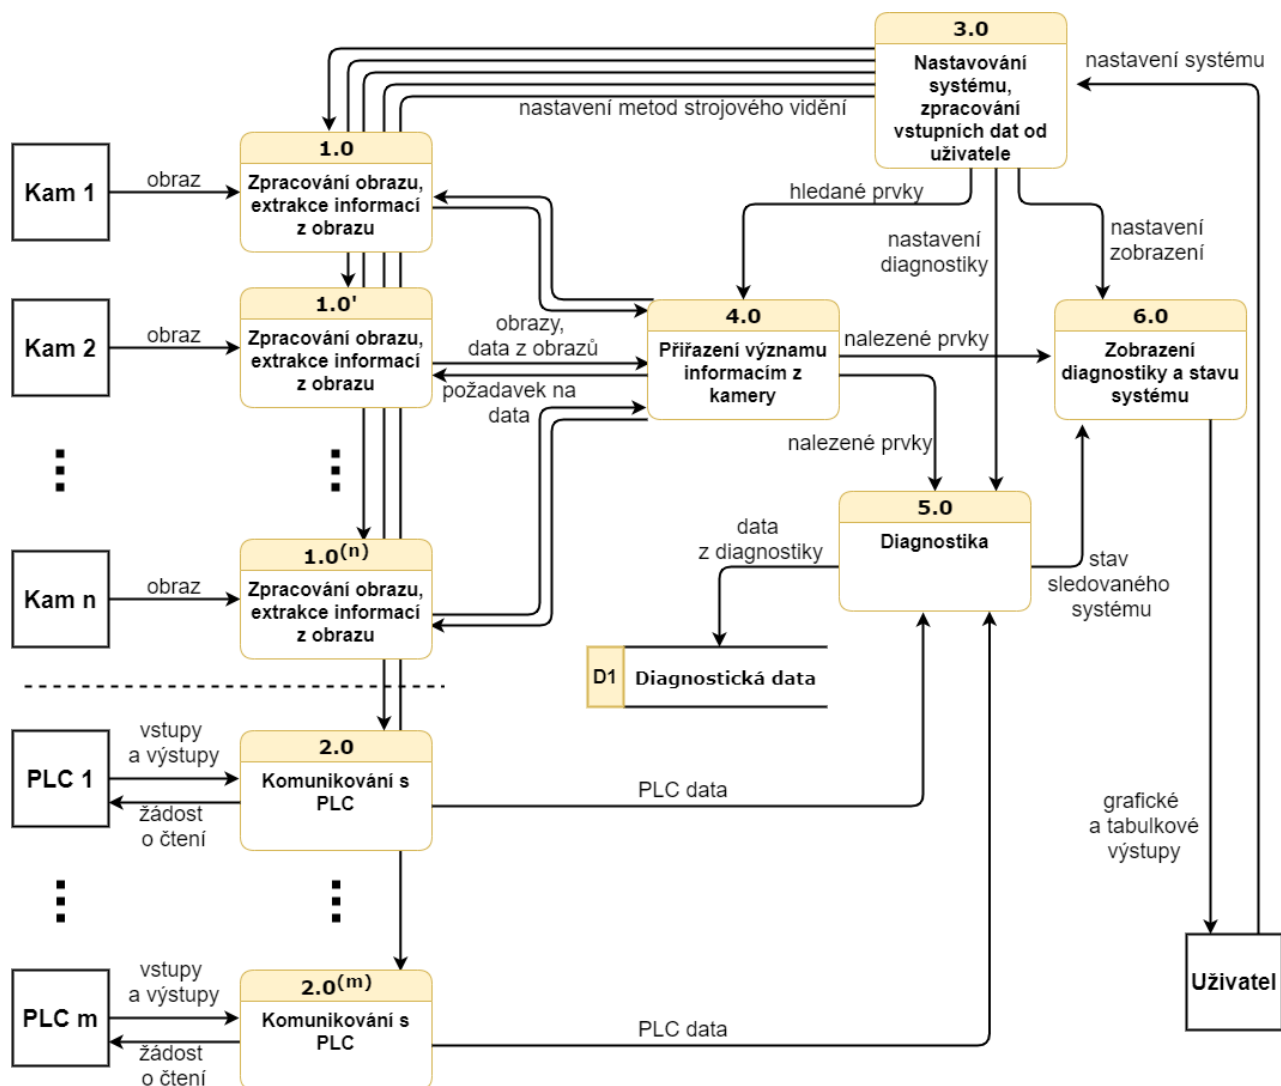 3.0
Nastavování
systému,
zpracování
vstupních dat od
uživatele
nastavení systému
nastavení metod strojového vidění
Kam 1
obraz
1.0
Zpracování obrazu,
extrakce informací
z obrazu
hledané prvky
nastavení
diagnostiky
nastavení
zobrazení
Kam 2
obraz
1.0'
Zpracování obrazu,
extrakce informací
z obrazu
obrazy,
data z obrazů
požadavek na
data
4.0
Přiřazení významu
informacím z
kamery
nalezené prvky
nalezené prvky
6.0
Zobrazení
diagnostiky a stavu
systému
5.0
Diagnostika
data
z diagnostiky
stav
sledovaného
systému
Kam n
obraz
1.0(n)
Zpracování obrazu,
extrakce informací
z obrazu
D1
Diagnostická data
PLC 1
vstupy
a výstupy
žádost
o čtení
2.0
Komunikování s
PLC
PLC data
grafické
a tabulkové
výstupy
Uživatel
PLC m
vstupy
a výstupy
žádost
o čtení
2.0(m)
Komunikování s
PLC
PLC data